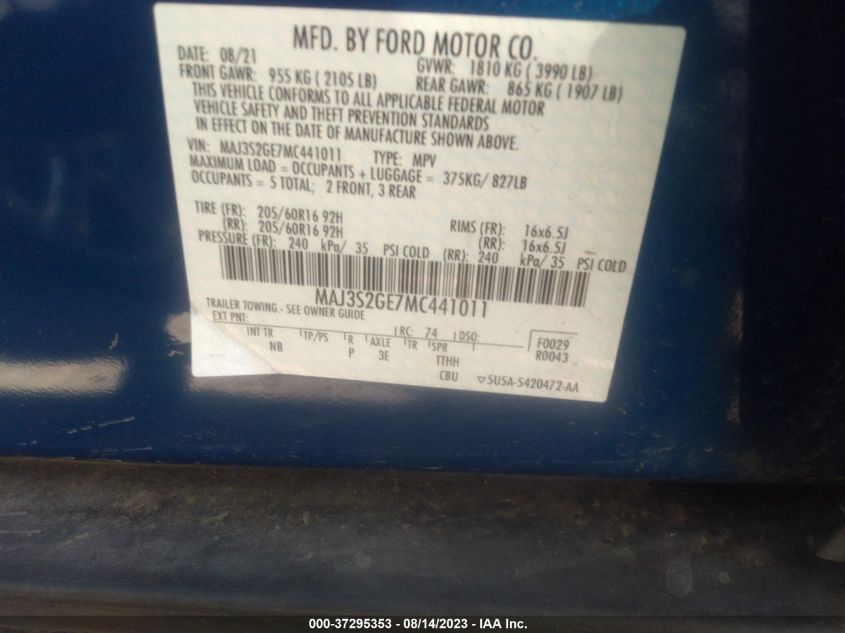 MFD. BY FORD MOTOR CO.
DATE: 08/21 GVWR: 1810 KG ( 3990 LB)
FRONT GAWR: 955 KG ( 2105 LB) REAR GAWR: 865 KG ( 1907 LB)
THIS VEHICLE CONFORMS TO ALL APPLICABLE FEDERAL MOTOR
VEHICLE SAFETY AND THEFT PREVENTION STANDARDS
IN EFFECT ON THE DATE OF MANUFACTURE SHOWN ABOVE.
VIN: MAJ3S2GE7MC441011 TYPE: MPV
MAXIMUM LOAD = OCCUPANTS + LUGGAGE = 375KG/ 827LB
OCCUPANTS = 5 TOTAL; 2 FRONT, 3 REAR
TIRE (FR): 205/60R16 92H RIMS (FR): 16x6.5J
(RR): 205/60R16 92H (RR): 16x6.5J
PRESSURE (FR): 240 kPa/ 35 PSI COLD (RR): 240 kPa/ 35 PSI COLD
MAJ3S2GE7MC441011
TRAILER TOWING.- SEE OWNER GUIDE
EXT PNT: RC: 74 DSO: F0029
INT TR TP/PS R AXLE TR SPR R0043
NB P 3E TTHH
CBU 5U5A-5420472-AA
000-37295353 - 08/14/2023 - IAA Inc.